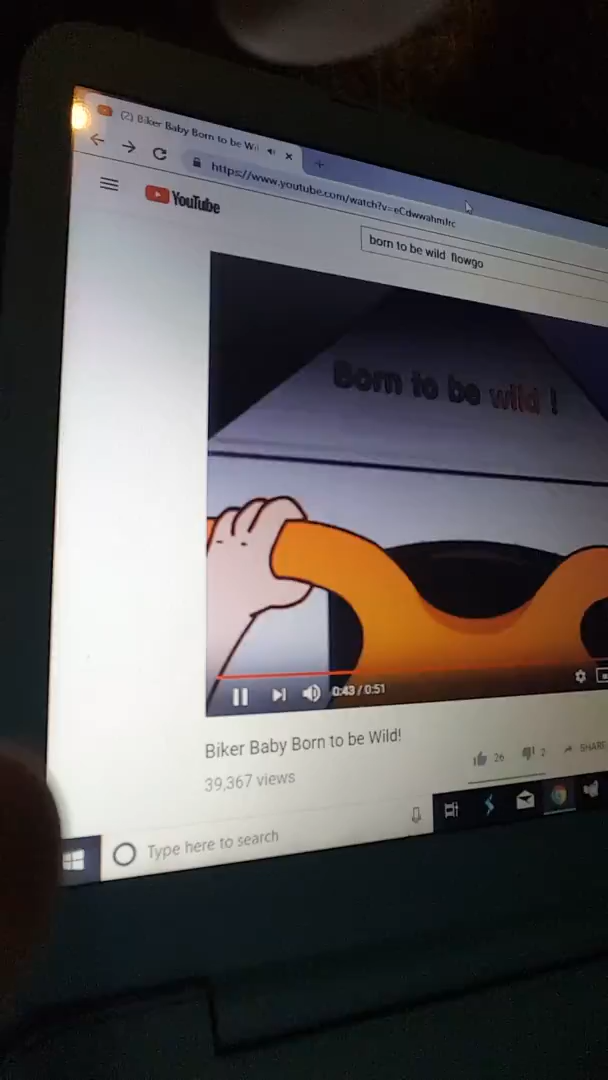 (2) Biker Baby Born to be Wil
https://www.youtube.com/watch?v=eCdwwahmJrc
YouTube
born to be wild flowgo
Born to be wild !
0:43 / 0:51
Biker Baby Born to be Wild!
39,367 views
26
2
SHARE
Type here to search